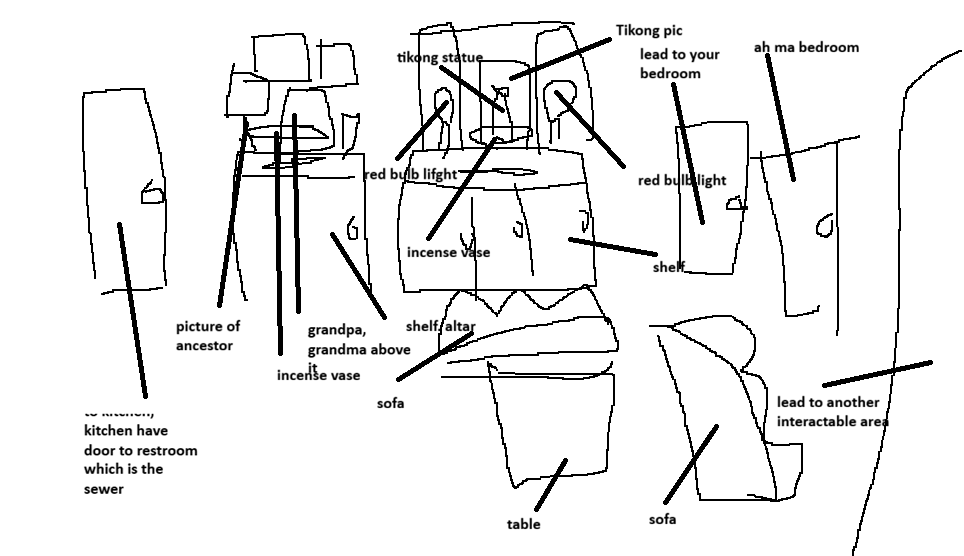 Tikong pic
tikong statue
lead to your
bedroom
ah ma bedroom
red bulb lifght
red bulb light
incense vase
shelf
picture of
ancestor
grandpa,
grandma above
it
shelf/altar
incense vase
sofa
to kitchen,
kitchen have
door to restroom
which is the
sewer
lead to another
interactable area
table
sofa